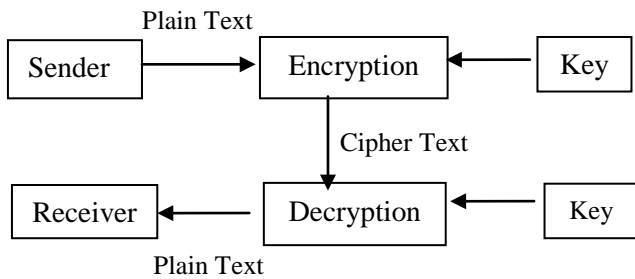 Plain Text
Sender
Encryption
Key
Cipher Text
Receiver
Decryption
Key
Plain Text